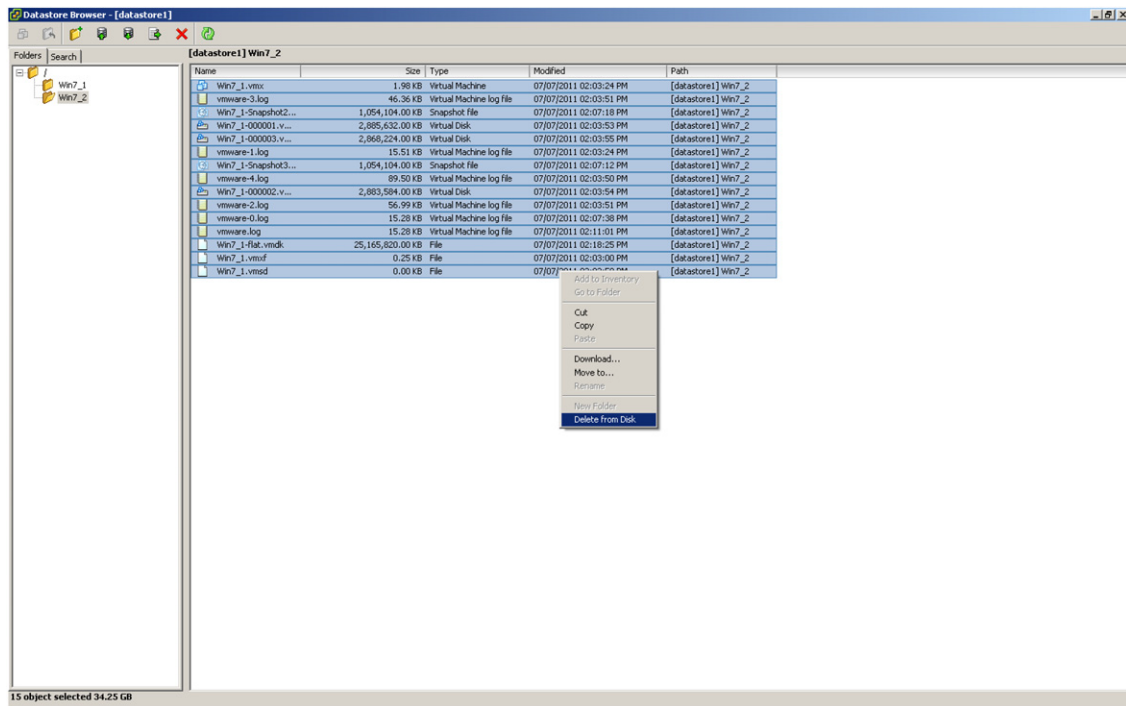 Datastore Browser - [datastore1]
Folders Search
[datastore1] Win7_2
/
Win7_1
Win7_2
Name Size Type Modified Path
Win7_1.vmx 1.98 KB Virtual Machine 07/07/2011 02:03:24 PM [datastore1] Win7_2
vmware-3.log 46.36 KB Virtual Machine log file 07/07/2011 02:03:51 PM [datastore1] Win7_2
Win7_1-Snapshot2... 1,054,104.00 KB Snapshot file 07/07/2011 02:07:18 PM [datastore1] Win7_2
Win7_1-000001.v... 2,885,632.00 KB Virtual Disk 07/07/2011 02:03:53 PM [datastore1] Win7_2
Win7_1-000003.v... 2,868,224.00 KB Virtual Disk 07/07/2011 02:03:55 PM [datastore1] Win7_2
vmware-1.log 15.51 KB Virtual Machine log file 07/07/2011 02:03:24 PM [datastore1] Win7_2
Win7_1-Snapshot3... 1,054,104.00 KB Snapshot file 07/07/2011 02:07:12 PM [datastore1] Win7_2
vmware-4.log 89.50 KB Virtual Machine log file 07/07/2011 02:03:50 PM [datastore1] Win7_2
Win7_1-000002.v... 2,883,584.00 KB Virtual Disk 07/07/2011 02:03:54 PM [datastore1] Win7_2
vmware-2.log 56.99 KB Virtual Machine log file 07/07/2011 02:03:51 PM [datastore1] Win7_2
vmware-0.log 15.28 KB Virtual Machine log file 07/07/2011 02:07:38 PM [datastore1] Win7_2
vmware.log 15.28 KB Virtual Machine log file 07/07/2011 02:11:01 PM [datastore1] Win7_2
Win7_1-flat.vmdk 25,165,820.00 KB File 07/07/2011 02:18:25 PM [datastore1] Win7_2
Win7_1.vmxf 0.25 KB File 07/07/2011 02:03:00 PM [datastore1] Win7_2
Win7_1.vmsd 0.00 KB File [datastore1] Win7_2
Add to Inventory
Go to Folder
Cut
Copy
Paste
Download...
Move to...
Rename
New Folder
Delete from Disk
15 object selected 34.25 GB